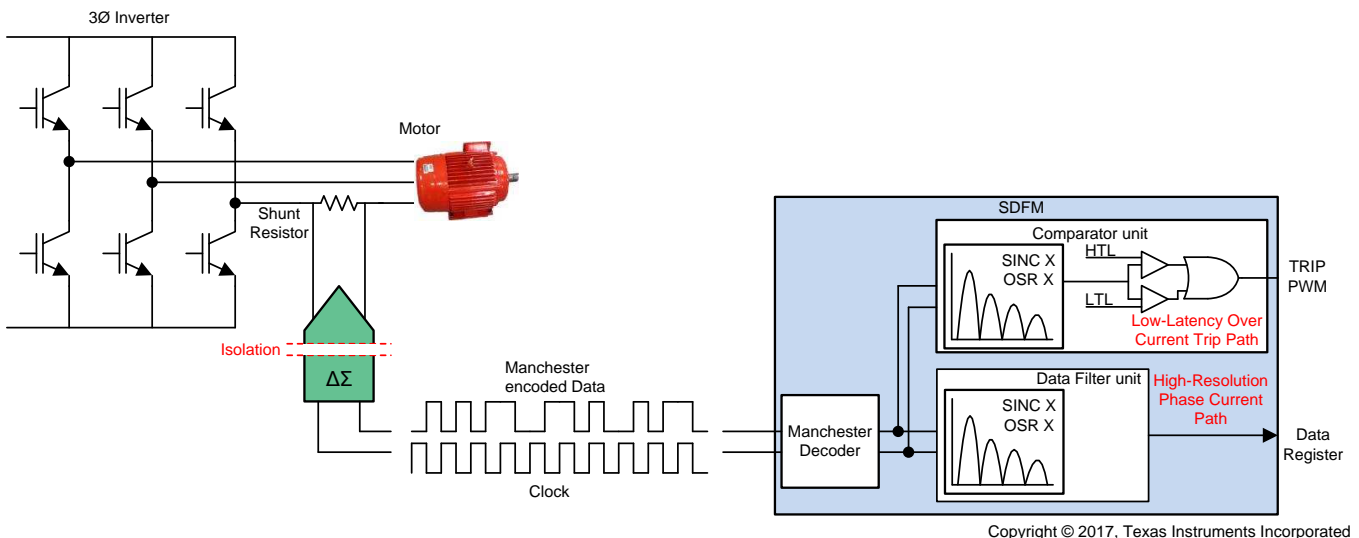 3Ø Inverter
Motor
Shunt
Resistor
Isolation
ΔΣ
Manchester
encoded Data
Clock
SDFM
Manchester
Decoder
Comparator unit
SINC X
OSR X
HTL
LTL
Low-Latency Over
Current Trip Path
TRIP
PWM
Data Filter unit
SINC X
OSR X
High-Resolution
Phase Current
Path
Data
Register
Copyright © 2017, Texas Instruments Incorporated